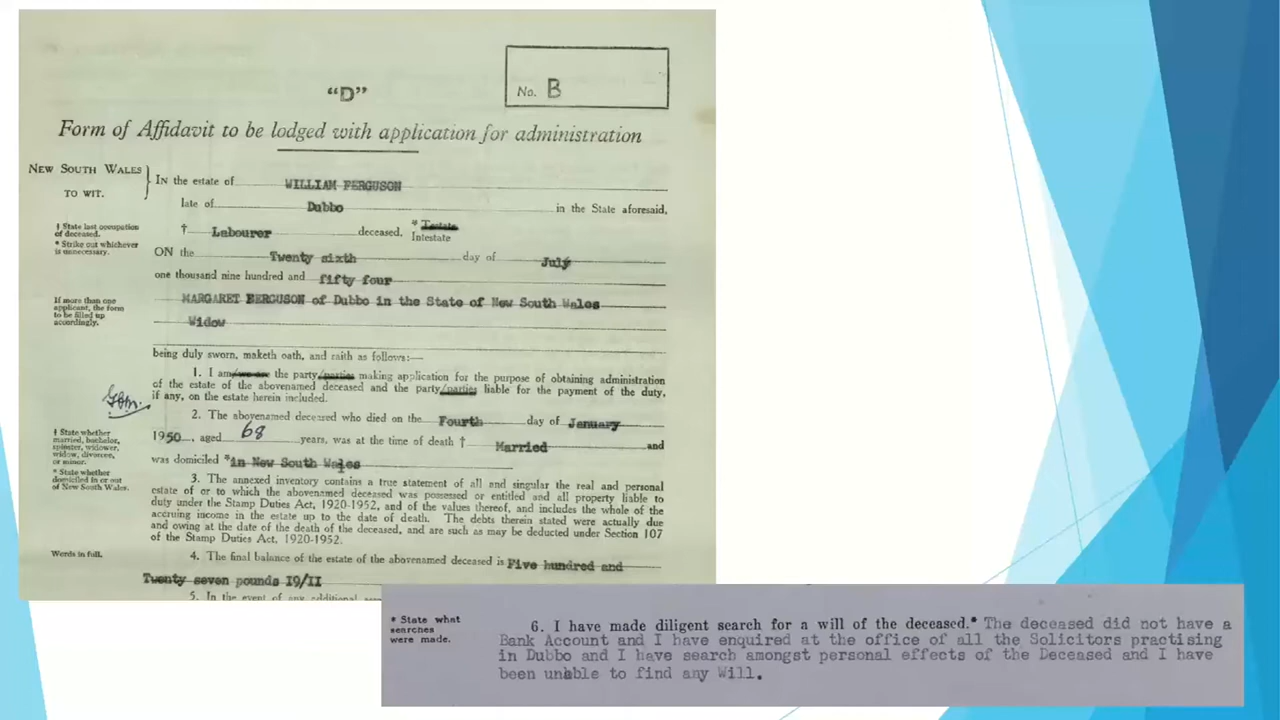 No. B
“D”
Form of Affidavit to be lodged with application for administration
NEW SOUTH WALES
TO WIT.
IN the estate of WILLIAM FERGUSON
late of Dubbo in the State aforesaid,
† State last occupation
of deceased.
* Strike out whichever
is unnecessary.
† Labourer deceased, * Testate
Intestate
ON the Twenty sixth day of July
one thousand nine hundred and fifty four
If more than one
applicant, the form
to be filled up
accordingly.
MARGARET FERGUSON of Dubbo in the State of New South Wales
Widow
being duly sworn, maketh oath, and saith as follows:—
1. I am/we are the party/parties making application for the purpose of obtaining administration
of the estate of the abovenamed deceased and the party/parties liable for the payment of the duty,
if any, on the estate herein included.
2. The abovenamed deceased who died on the Fourth day of January
† State whether
married, bachelor,
spinster, widower,
widow, divorcee,
or minor.
* State whether
domiciled in or out
of New South Wales.
1950, aged 68 years, was at the time of death † Married and
was domiciled *in New South Wales
3. The annexed inventory contains a true statement of all and singular the real and personal
estate of or to which the abovenamed deceased was possessed or entitled and all property liable to
duty under the Stamp Duties Act, 1920-1952, and of the values thereof, and includes the whole of the
accruing income in the estate up to the date of death. The debts therein stated were actually due
and owing at the date of the death of the deceased, and are such as may be deducted under Section 107
of the Stamp Duties Act, 1920-1952.
Words in full.
4. The final balance of the estate of the abovenamed deceased is Five hundred and
Twenty seven pounds 19/11
5. In the event of any additional
* State what
searches
were made.
6. I have made diligent search for a will of the deceased.* The deceased did not have a
Bank Account and I have enquired at the office of all the Solicitors practising
in Dubbo and I have search amongst personal effects of the Deceased and I have
been unable to find any Will.